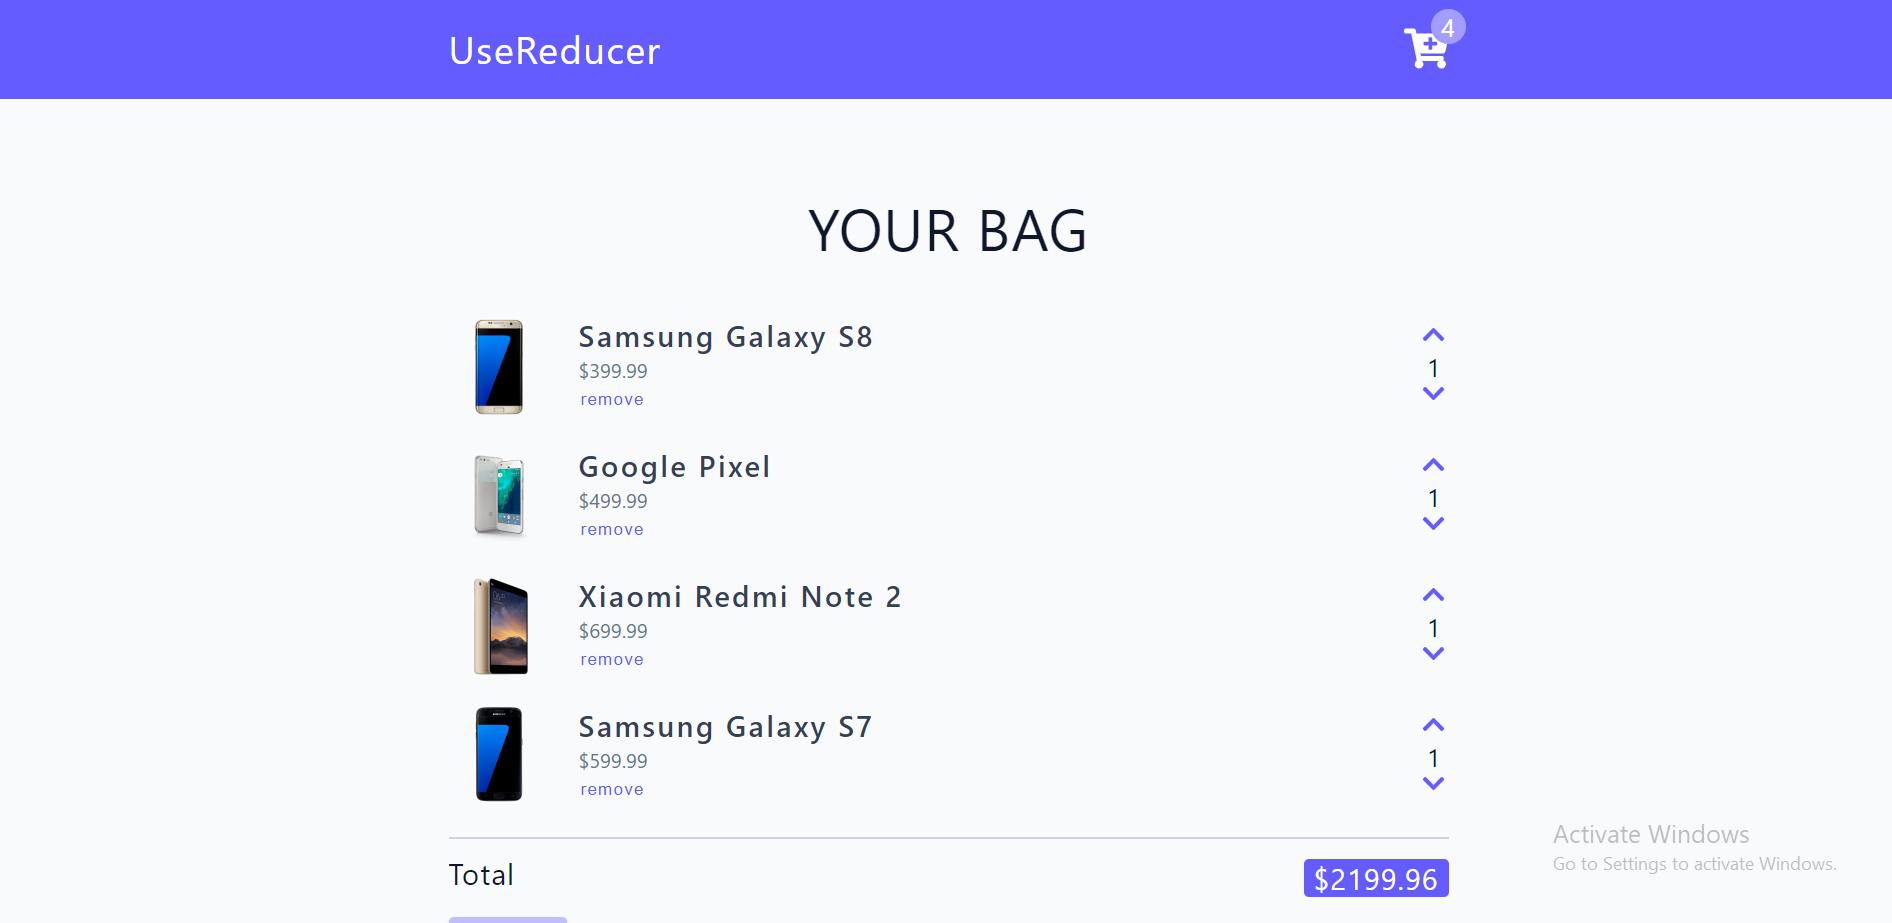 UseReducer
4
YOUR BAG
Samsung Galaxy S8
$399.99
remove
1
Google Pixel
$499.99
remove
1
Xiaomi Redmi Note 2
$699.99
remove
1
Samsung Galaxy S7
$599.99
remove
1
Total
$2199.96
Activate Windows
Go to Settings to activate Windows.